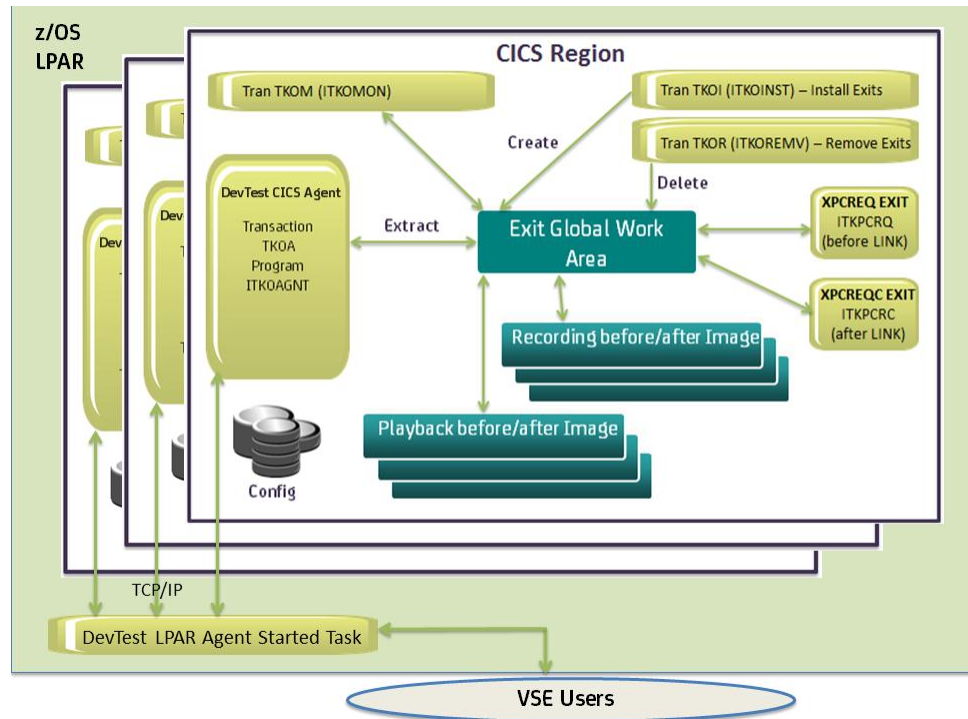 z/OS
LPAR
CICS Region
Tran TKOM (ITKOMON)
Tran TKOI (ITKOINST) – Install Exits
Tran TKOR (ITKOREMV) – Remove Exits
Create
Delete
DevTest CICS Agent
Transaction
TKOA
Program
ITKOAGNT
Extract
Exit Global Work
Area
XPCREQ EXIT
ITKPCRQ
(before LINK)
XPCREQC EXIT
ITKPCRC
(after LINK)
Recording before/after Image
Playback before/after Image
Config
Dev
Dev
TCP/IP
DevTest LPAR Agent Started Task
VSE Users